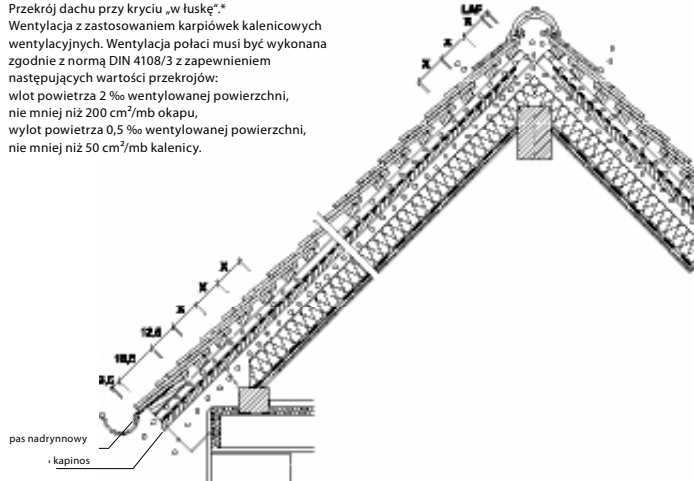 Przekrój dachu przy kryciu „w łuskę“.*
Wentylacja z zastosowaniem karpiówek kalenicowych
wentylacyjnych. Wentylacja połaci musi być wykonana
zgodnie z normą DIN 4108/3 z zapewnieniem
następujących wartości przekrojów:
wlot powietrza 2 ‰ wentylowanej powierzchni,
nie mniej niż 200 cm²/mb okapu,
wylot powietrza 0,5 ‰ wentylowanej powierzchni,
nie mniej niż 50 cm²/mb kalenicy.
LAF
x
x
x
x
x
x
x
12,5
pas nadrynnowy
kapinos